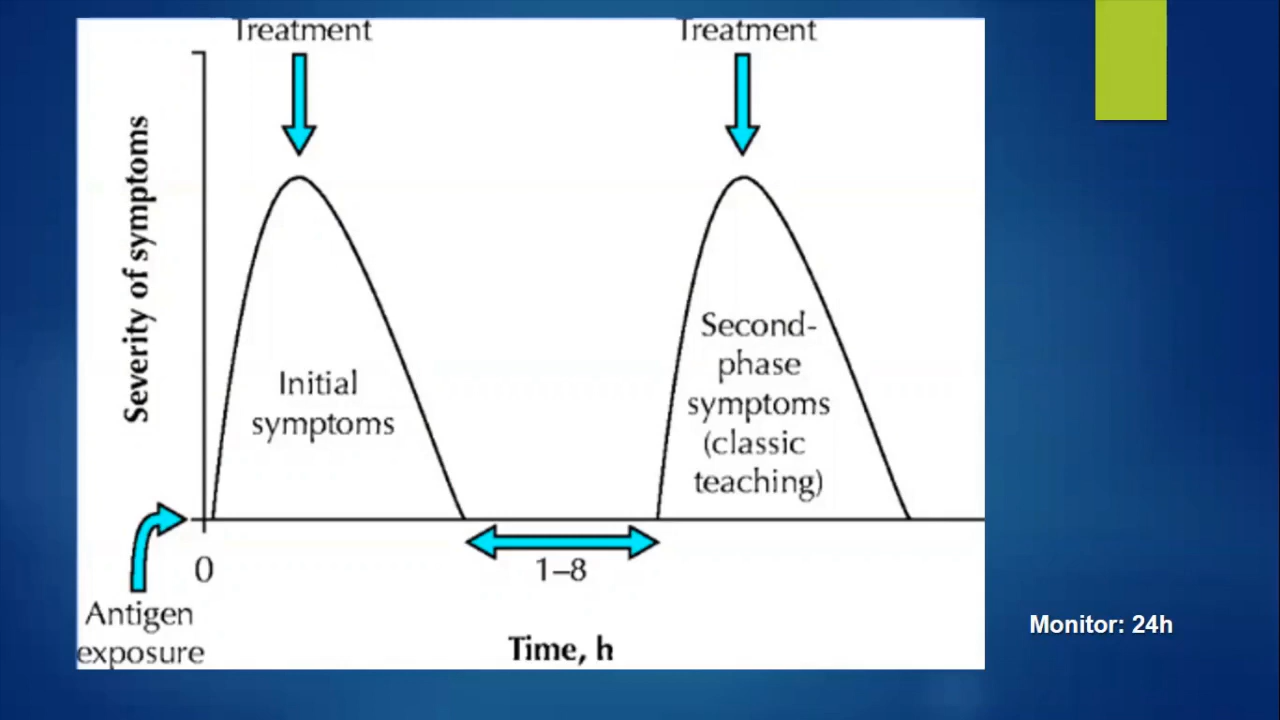 Treatment
Treatment
Severity of symptoms
Initial
symptoms
Second-
phase
symptoms
(classic
teaching)
0
1–8
Antigen
exposure
Time, h
Monitor: 24h